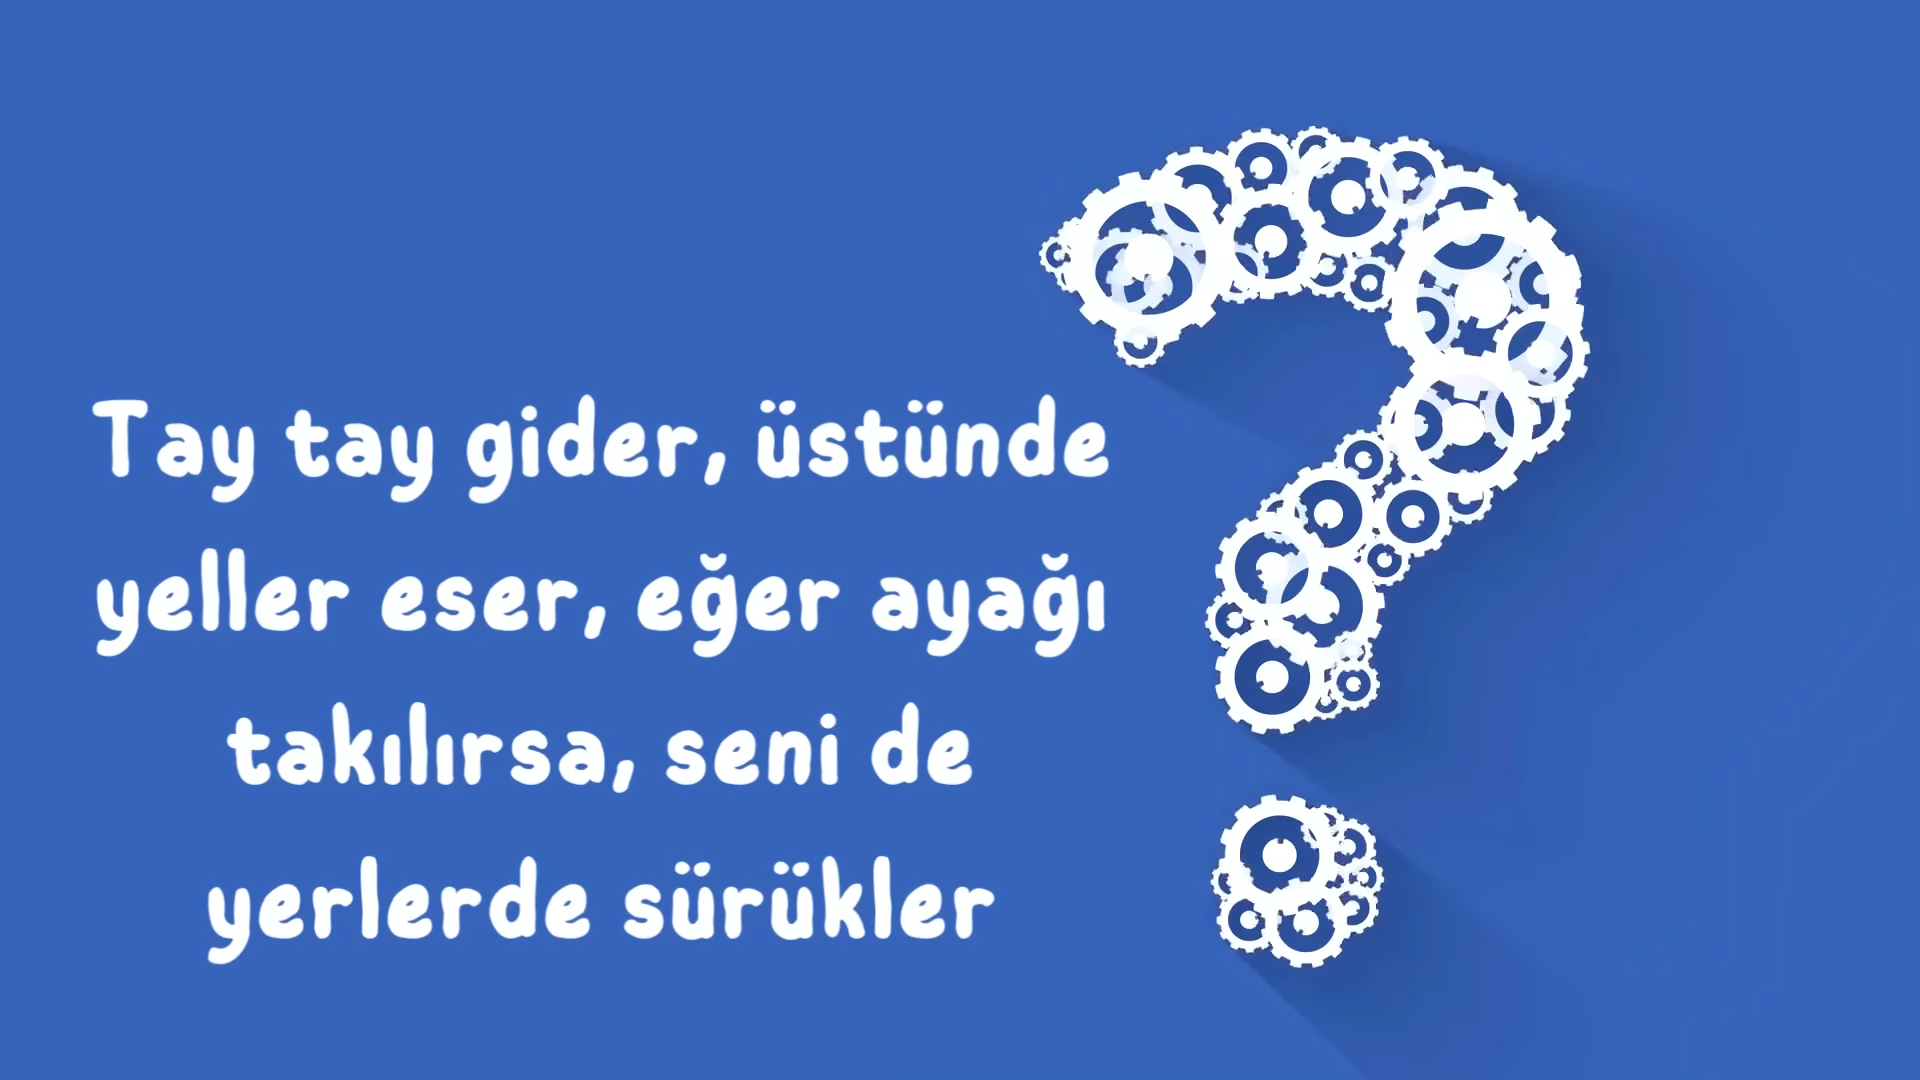 Tay tay gider, üstünde
yeller eser, eğer ayağı
takılırsa, seni de
yerlerde sürükler